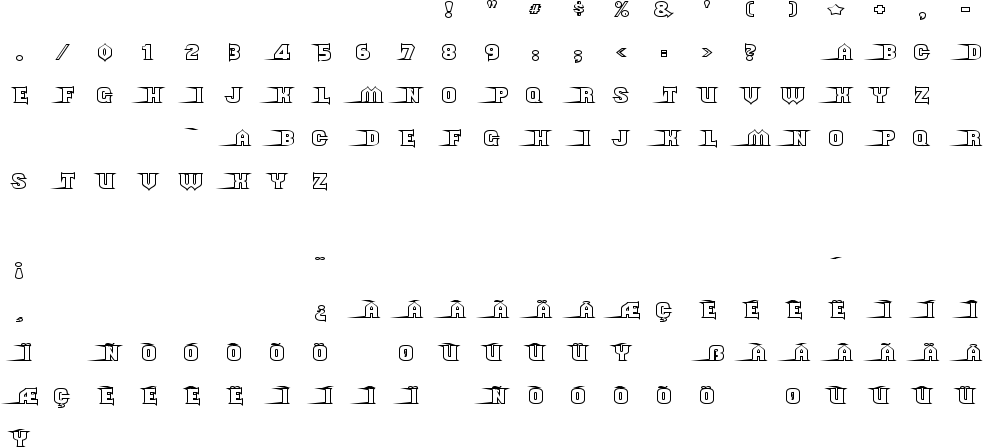 ! " # $ % & ' ( ) ☆ + , -
. / 0 1 2 3 4 5 6 7 8 9 : ; < = > ? A B C D
E F G H I J K L M N O P Q R S T U V W X Y Z
` A B C D E F G H I J K L M N O P Q R
S T U V W X Y Z
¡ ¨ ´
¸ ¿ À Á Â Ã Ä Å Æ Ç È É Ê Ë Ì Í Î
Ï Ñ Ò Ó Ô Õ Ö Ø Ù Ú Û Ü Ý ß À Á Â Ã Ä Å
Æ Ç È É Ê Ë Ì Í Î Ï Ñ Ò Ó Ô Õ Ö Ø Ù Ú Û Ü
Ý